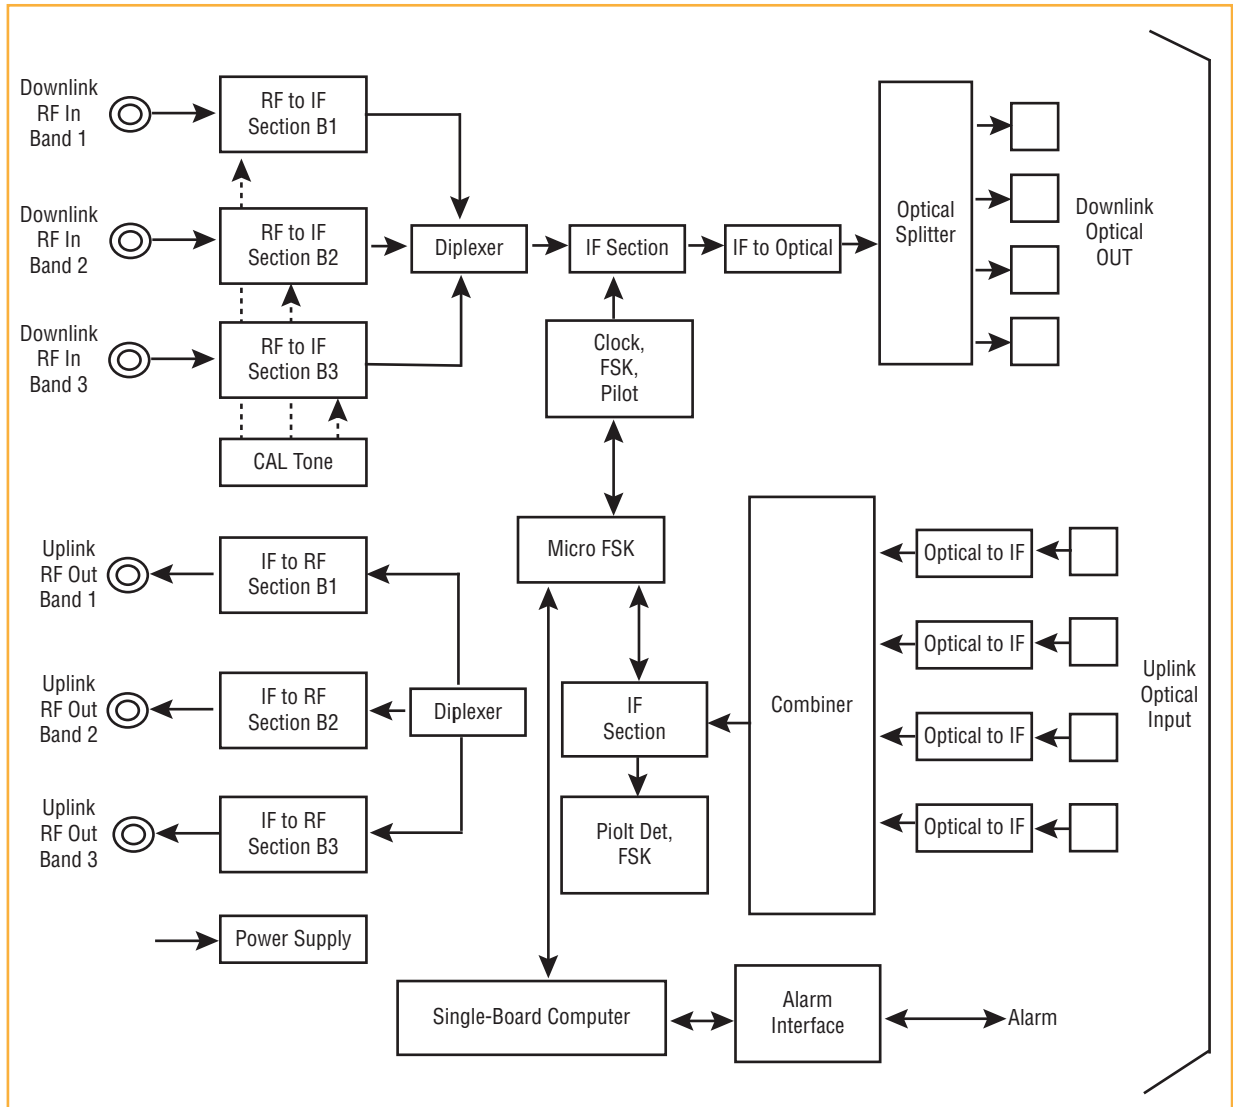 Downlink
RF In
Band 1
RF to IF
Section B1
Downlink
RF In
Band 2
RF to IF
Section B2
Diplexer
IF Section
IF to Optical
Optical
Splitter
Downlink
Optical
OUT
Downlink
RF In
Band 3
RF to IF
Section B3
Clock,
FSK,
Pilot
CAL Tone
Uplink
RF Out
Band 1
IF to RF
Section B1
Micro FSK
Optical to IF
Optical to IF
Optical to IF
Optical to IF
Uplink
Optical
Input
Uplink
RF Out
Band 2
IF to RF
Section B2
Diplexer
IF
Section
Combiner
Uplink
RF Out
Band 3
IF to RF
Section B3
Piolt Det,
FSK
Power Supply
Single-Board Computer
Alarm
Interface
Alarm